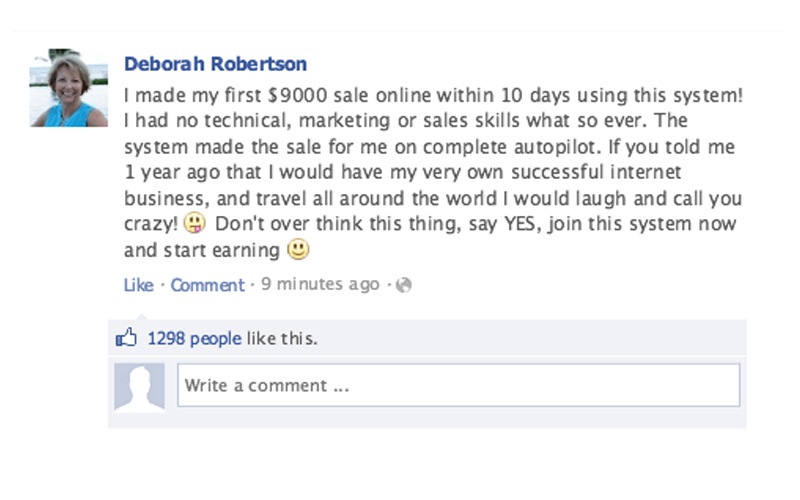 Deborah Robertson
I made my first $9000 sale online within 10 days using this system!
I had no technical, marketing or sales skills what so ever. The
system made the sale for me on complete autopilot. If you told me
1 year ago that I would have my very own successful internet
business, and travel all around the world I would laugh and call you
crazy! Don't over think this thing, say YES, join this system now
and start earning
Like · Comment · 9 minutes ago ·
1298 people like this.
Write a comment ...